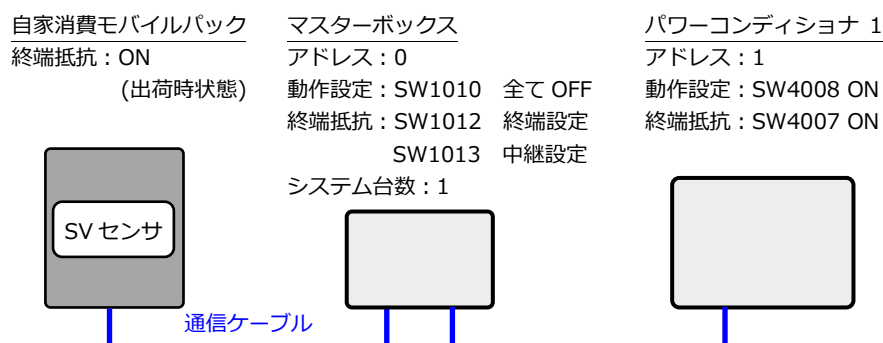 自家消費モバイルパック
終端抵抗：ON
(出荷時状態)
マスターボックス
アドレス：0
動作設定：SW1010 全て OFF
終端抵抗：SW1012 終端設定
SW1013 中継設定
システム台数：1
パワーコンディショナ 1
アドレス：1
動作設定：SW4008 ON
終端抵抗：SW4007 ON
SV センサ
通信ケーブル